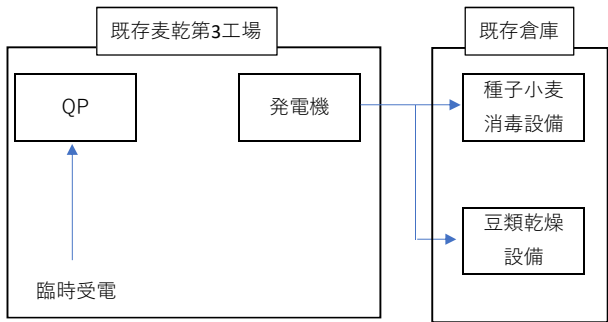 既存麦乾第3工場
既存倉庫
QP
発電機
種子小麦
消毒設備
豆類乾燥
設備
臨時受電